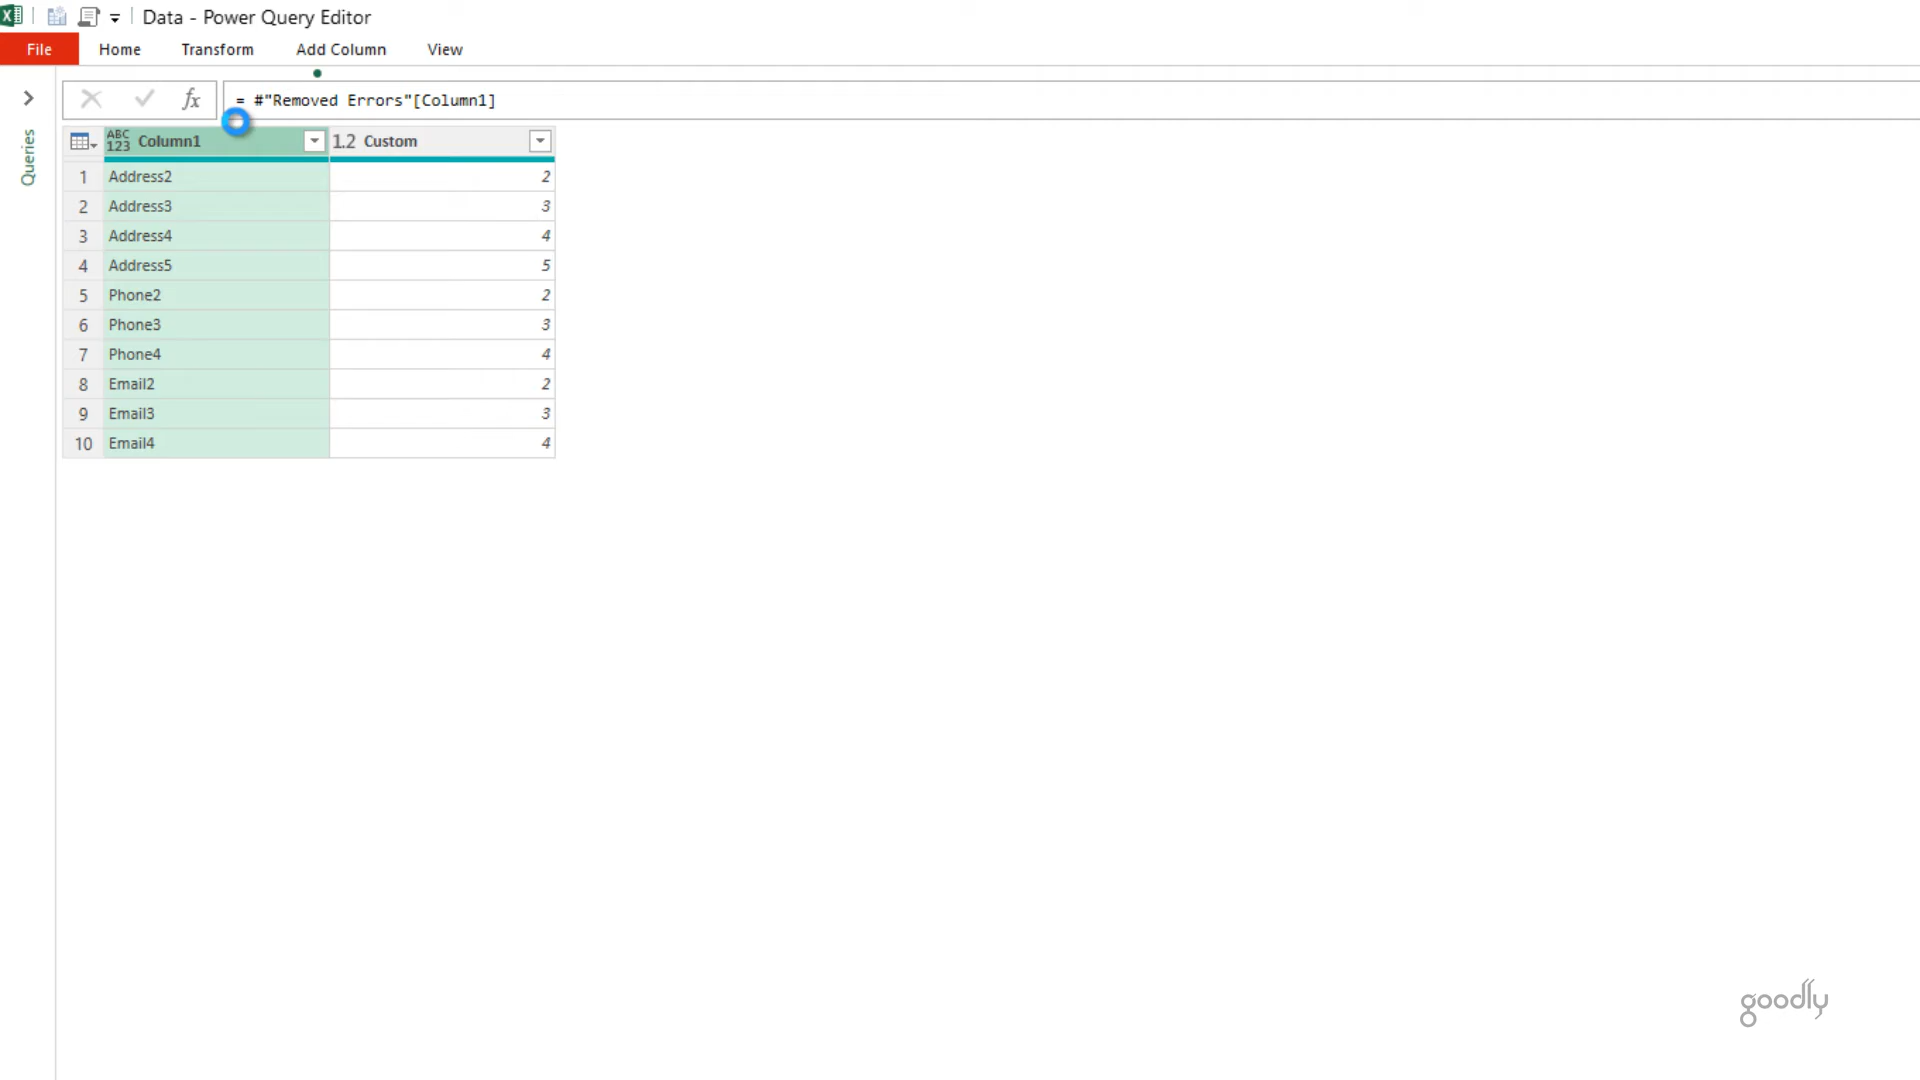 Data - Power Query Editor
File Home Transform Add Column View
fx = #"Removed Errors"[Column1]
Queries
ABC 123 Column1 1.2 Custom
1 Address2 2
2 Address3 3
3 Address4 4
4 Address5 5
5 Phone2 2
6 Phone3 3
7 Phone4 4
8 Email2 2
9 Email3 3
10 Email4 4
goodly